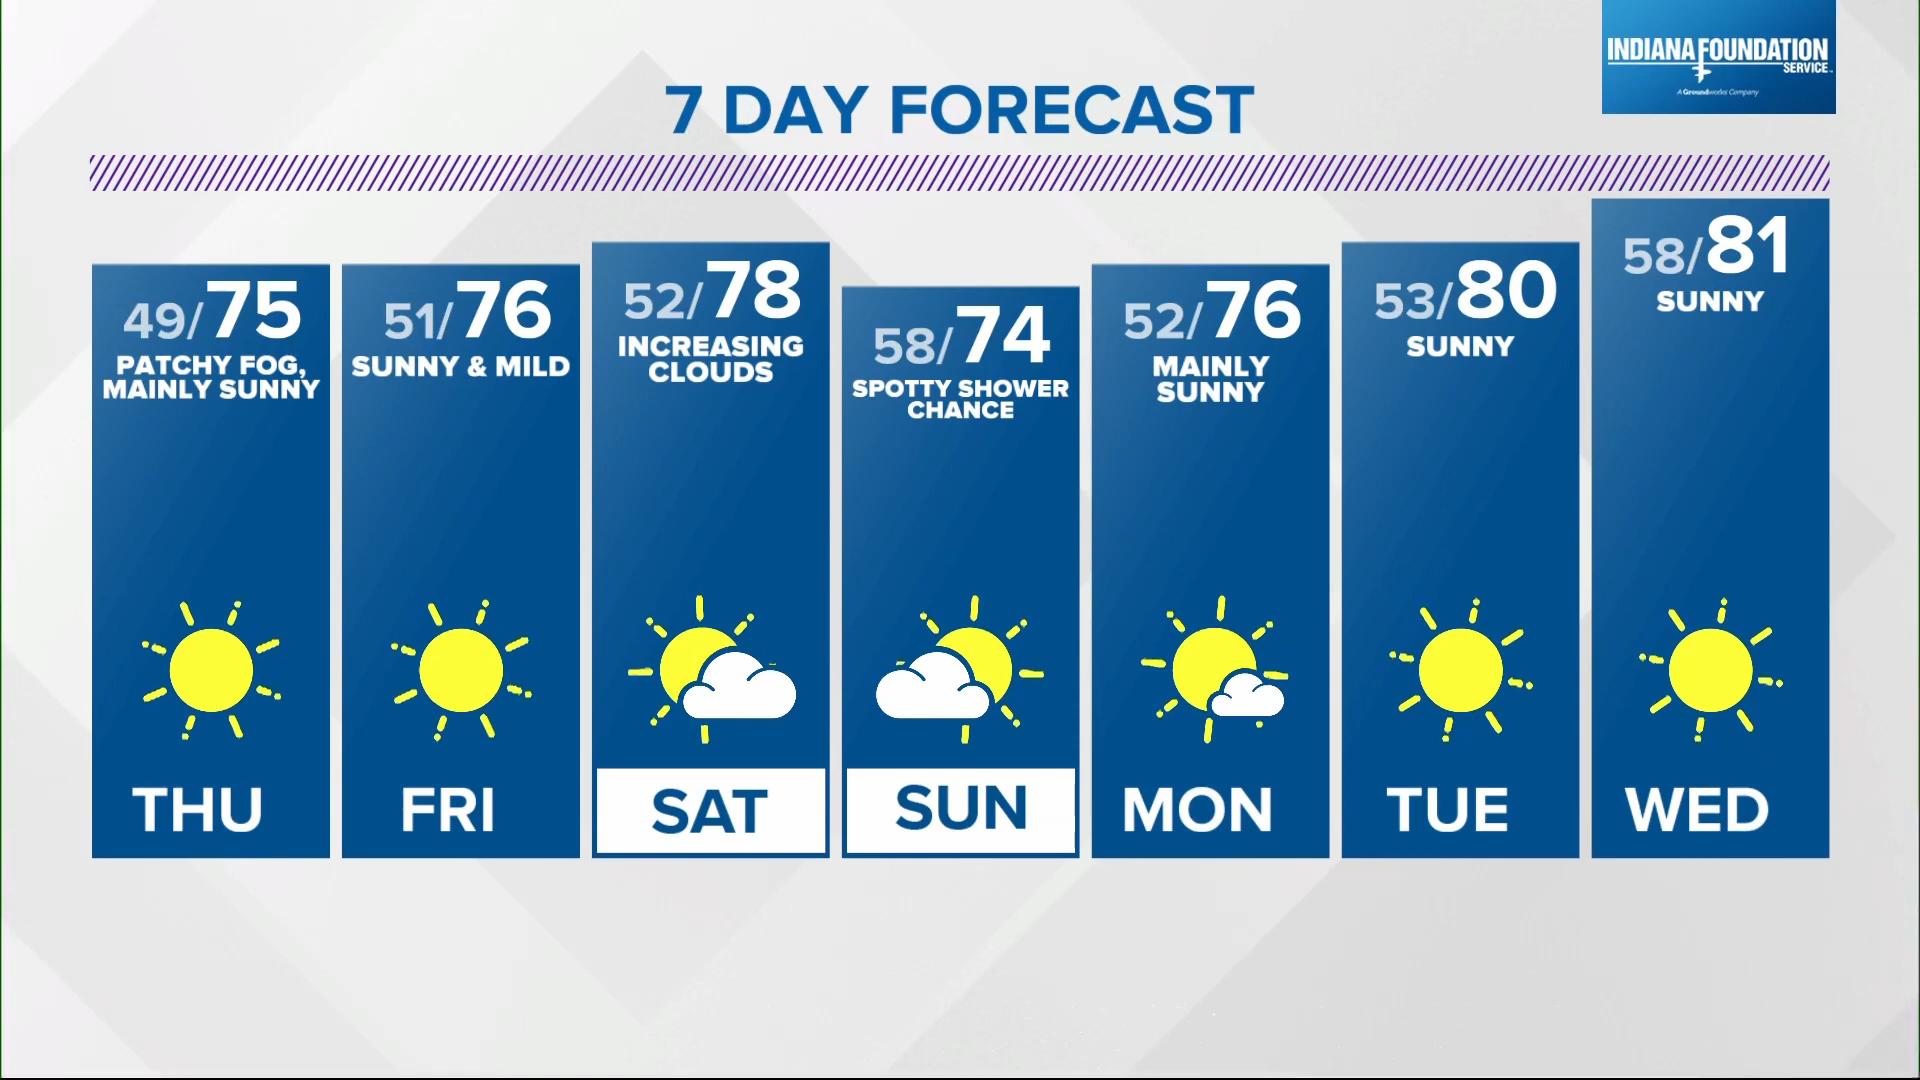 INDIANA FOUNDATION
SERVICE
A Groundworks Company
7 DAY FORECAST
49/75
PATCHY FOG,
MAINLY SUNNY
THU
51/76
SUNNY & MILD
FRI
52/78
INCREASING
CLOUDS
SAT
58/74
SPOTTY SHOWER
CHANCE
SUN
52/76
MAINLY
SUNNY
MON
53/80
SUNNY
TUE
58/81
SUNNY
WED